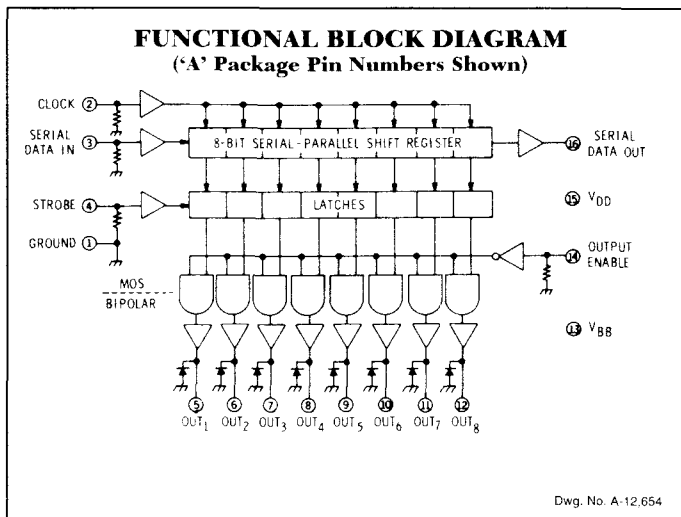 FUNCTIONAL BLOCK DIAGRAM
('A' Package Pin Numbers Shown)
CLOCK 2
SERIAL DATA IN 3
8-BIT SERIAL-PARALLEL SHIFT REGISTER
16 SERIAL DATA OUT
STROBE 4
LATCHES
15 VDD
GROUND 1
14 OUTPUT ENABLE
MOS
BIPOLAR
13 VBB
5 6 7 8 9 10 11 12
OUT1 OUT2 OUT3 OUT4 OUT5 OUT6 OUT7 OUT8
Dwg. No. A-12,654